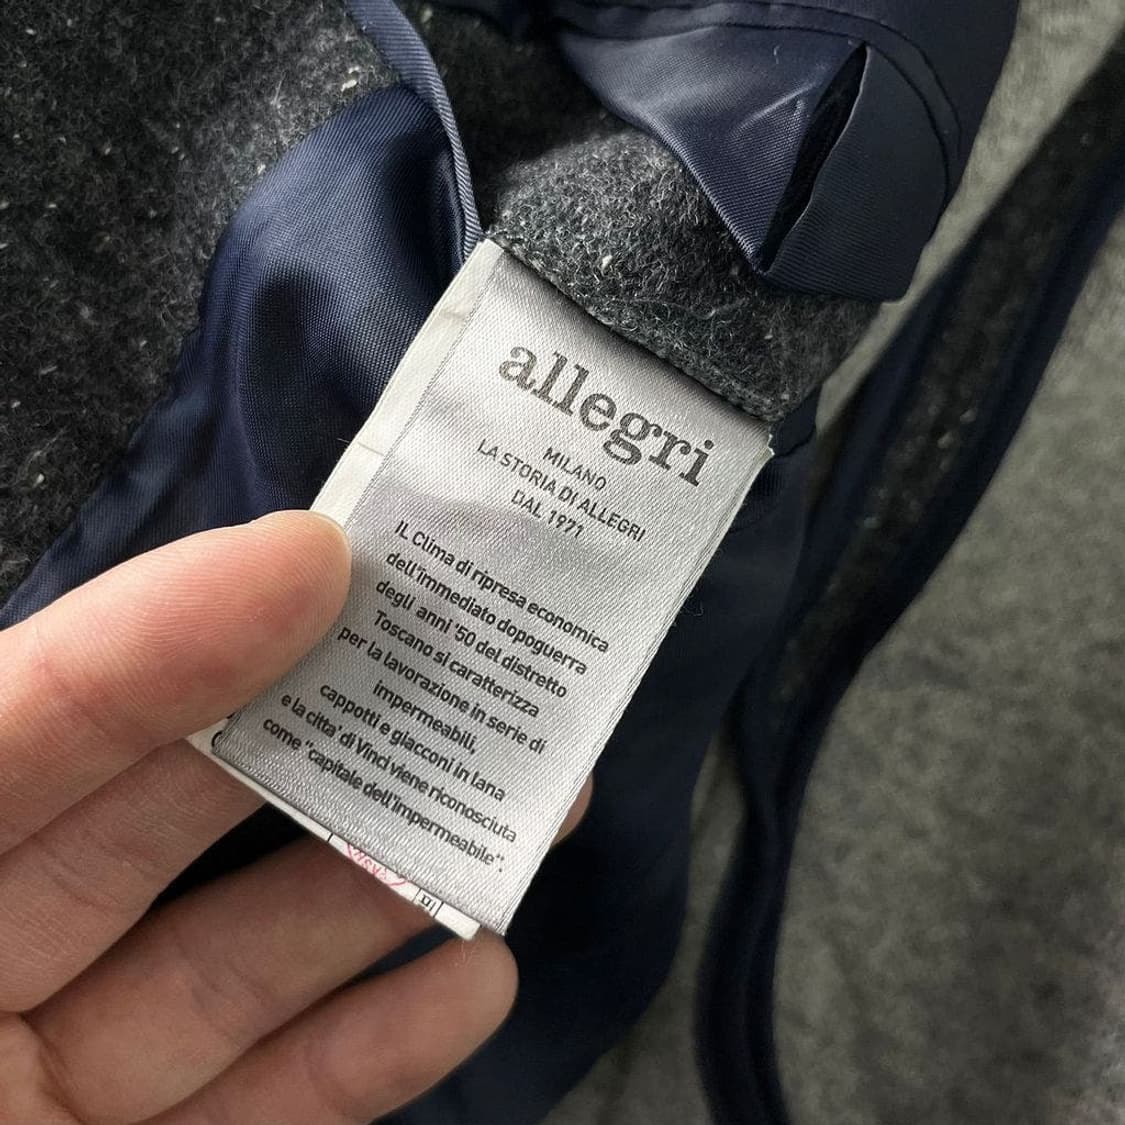 allegri
MILANO
LA STORIA DI ALLEGRI
DAL 1971
IL Clima di ripresa economica
dell'immediato dopoguerra
degli anni '50 del distretto
Toscano si caratterizza
per la lavorazione in serie di
impermeabili,
cappotti e giacconi in lana
e la citta' di Vinci viene riconosciuta
come "capitale dell'impermeabile".